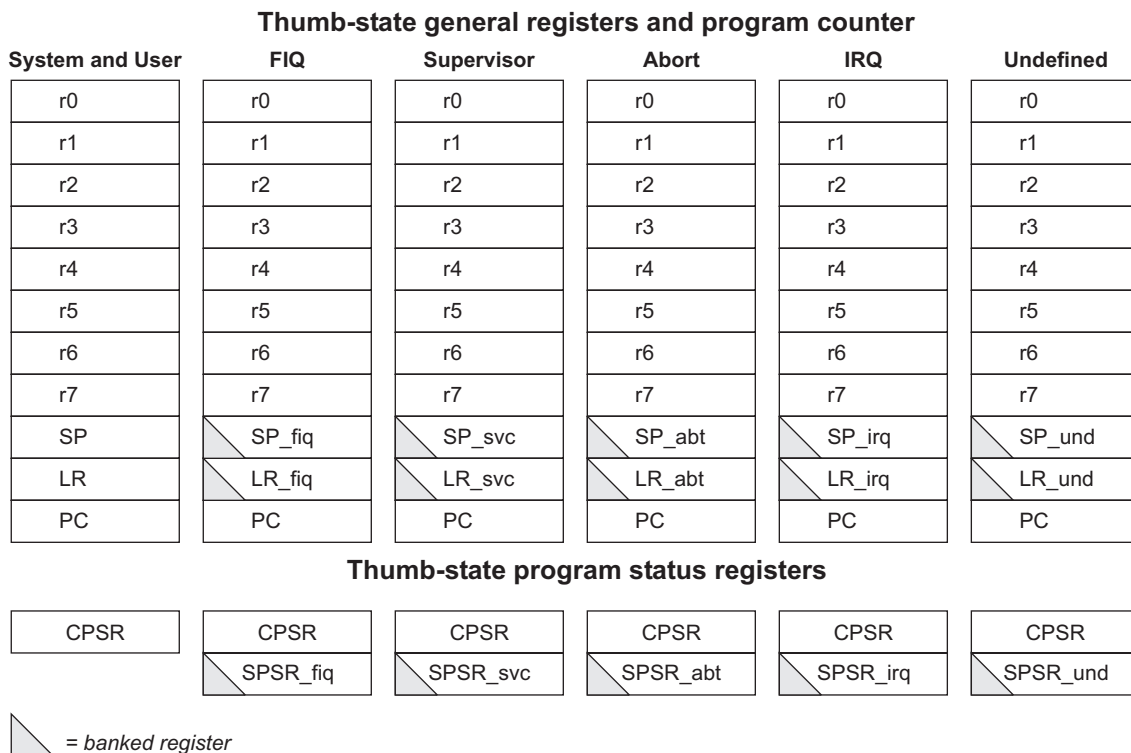 Thumb-state general registers and program counter
System and User FIQ Supervisor Abort IRQ Undefined
r0 r0 r0 r0 r0 r0
r1 r1 r1 r1 r1 r1
r2 r2 r2 r2 r2 r2
r3 r3 r3 r3 r3 r3
r4 r4 r4 r4 r4 r4
r5 r5 r5 r5 r5 r5
r6 r6 r6 r6 r6 r6
r7 r7 r7 r7 r7 r7
SP SP_fiq SP_svc SP_abt SP_irq SP_und
LR LR_fiq LR_svc LR_abt LR_irq LR_und
PC PC PC PC PC PC
Thumb-state program status registers
CPSR CPSR CPSR CPSR CPSR CPSR
SPSR_fiq SPSR_svc SPSR_abt SPSR_irq SPSR_und
= banked register